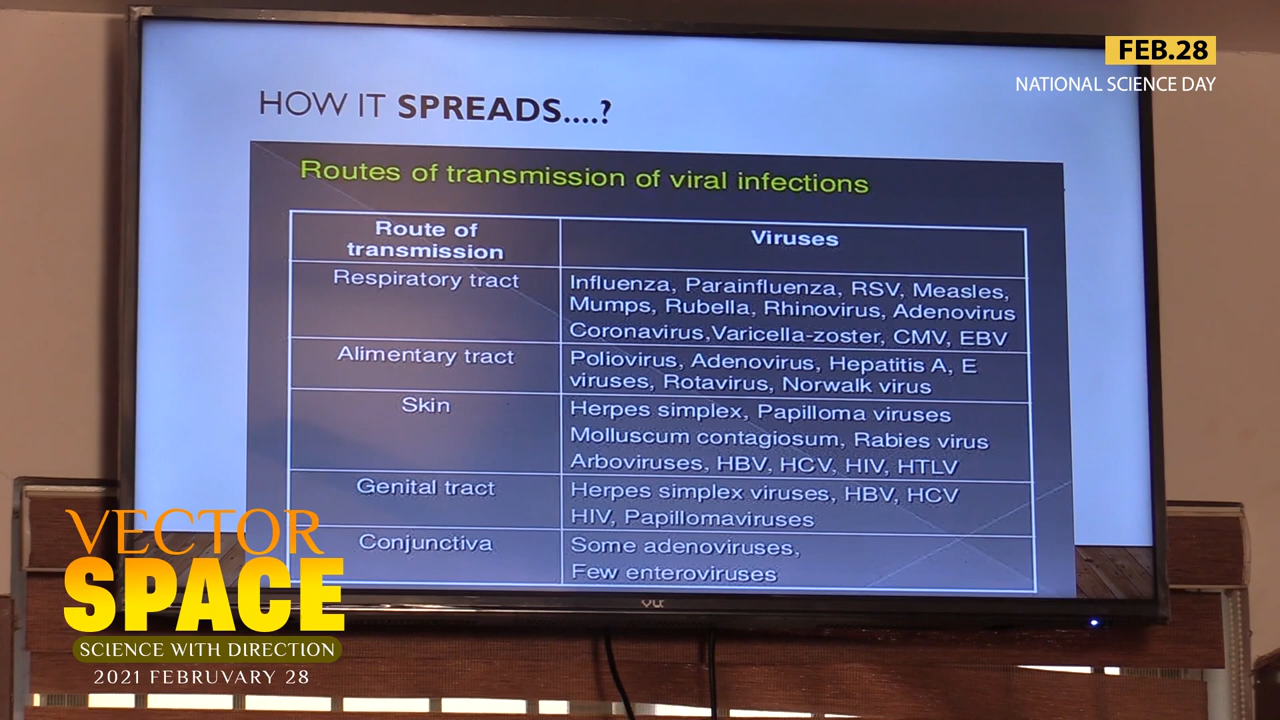 FEB.28
NATIONAL SCIENCE DAY
HOW IT SPREADS....?
Routes of transmission of viral infections
Route of transmission
Viruses
Respiratory tract
Influenza, Parainfluenza, RSV, Measles,
Mumps, Rubella, Rhinovirus, Adenovirus
Coronavirus,Varicella-zoster, CMV, EBV
Alimentary tract
Poliovirus, Adenovirus, Hepatitis A, E
viruses, Rotavirus, Norwalk virus
Skin
Herpes simplex, Papilloma viruses
Molluscum contagiosum, Rabies virus
Arboviruses, HBV, HCV, HIV, HTLV
Genital tract
Herpes simplex viruses, HBV, HCV
HIV, Papillomaviruses
Conjunctiva
Some adenoviruses,
Few enteroviruses
VU
VECTOR
SPACE
SCIENCE WITH DIRECTION
2021 FEBRUVARY 28